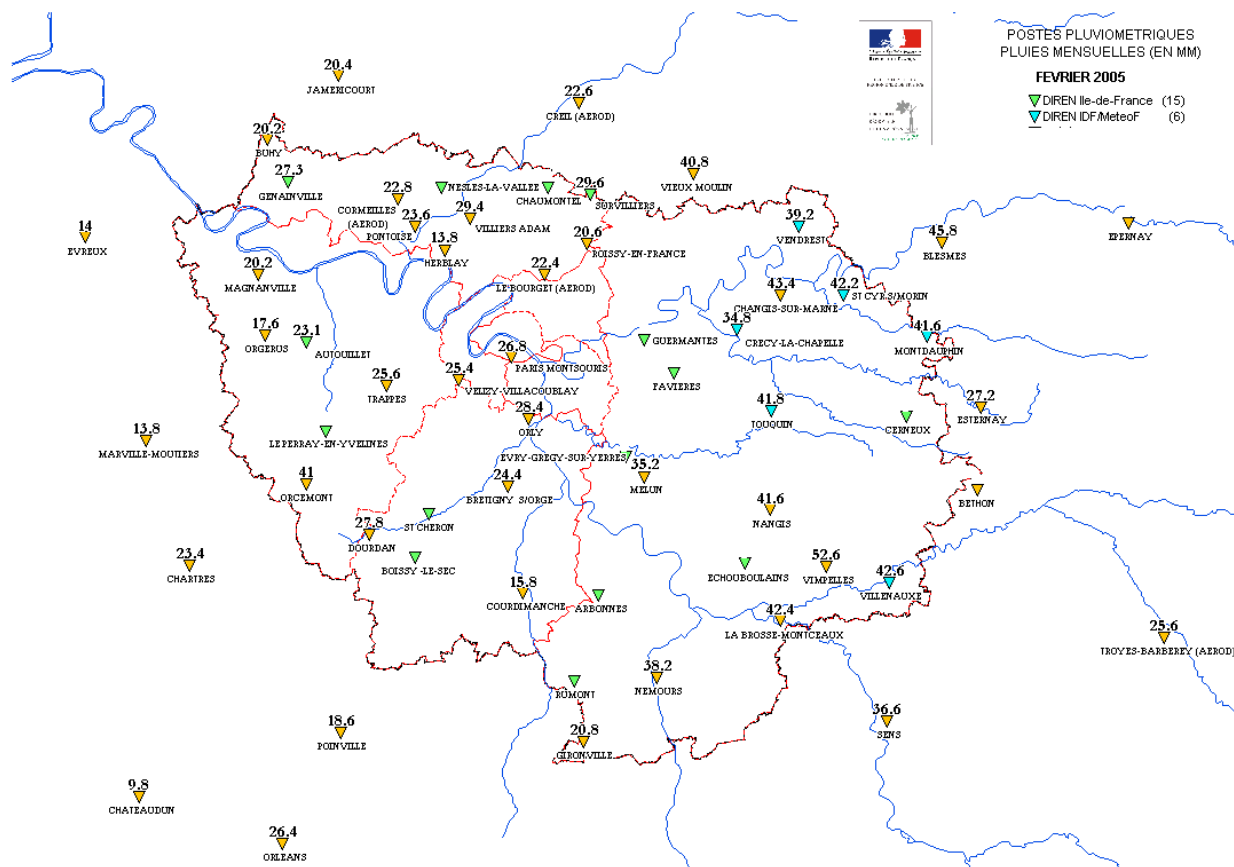 POSTES PLUVIOMETRIQUES
PLUIES MENSUELLES (EN MM)
FEVRIER 2005
DIREN Ile-de-France (15)
DIREN IDF/MeteoF (6)
20.4
JAMERICOURT
22.6
CREIL (AEROD)
20.2
BUHY
27.3
GENAINVILLE
22.8
CORMEILLES
(AEROD)
NESLES-LA-VALLEE
CHAUMONTEL
29.6
SURVILLIERS
40.8
VIEUX MOULIN
23.6
PONTOISE
29.4
VILLIERS ADAM
39.2
VENDREST
45.8
BLESMES
EPERNAY
14
EVREUX
13.8
HERBLAY
20.6
ROISSY-EN-FRANCE
20.2
MAGNANVILLE
22.4
LE BOURGET (AEROD)
43.4
CHANGIS-SUR-MARNE
42.2
ST CYR S/MORIN
17.6
ORGERUS
23.1
AUTOUILLET
34.8
CRECY-LA-CHAPELLE
41.6
MONTDAUPHIN
GUERMANTES
26.8
PARIS MONTSOURIS
25.6
TRAPPES
25.4
VELIZY-VILLACOUBLAY
FAVIERES
41.8
TOUQUIN
CERNEUX
27.2
ESTERNAY
13.8
MARVILLE-MOUTIERS
LE PERRAY-EN-YVELINES
28.4
ORLY
EVRY-GREGY-SUR-YERRES
35.2
MELUN
41
ORCEMONT
24.4
BRETIGNY S/ORGE
41.6
NANGIS
BETHON
27.8
DOURDAN
ST CHERON
BOISSY -LE-SEC
23.4
CHARTRES
15.8
COURDIMANCHE
ARBONNES
ECHOUBOULAINS
52.6
VIMPELLES
42.6
VILLENAUXE
42.4
LA BROSSE-MONTCEAUX
25.6
TROYES-BARBEREY (AEROD)
38.2
NEMOURS
RUMONT
36.6
SENS
18.6
POINVILLE
20.8
GIRONVILLE
9.8
CHATEAUDUN
26.4
ORLEANS